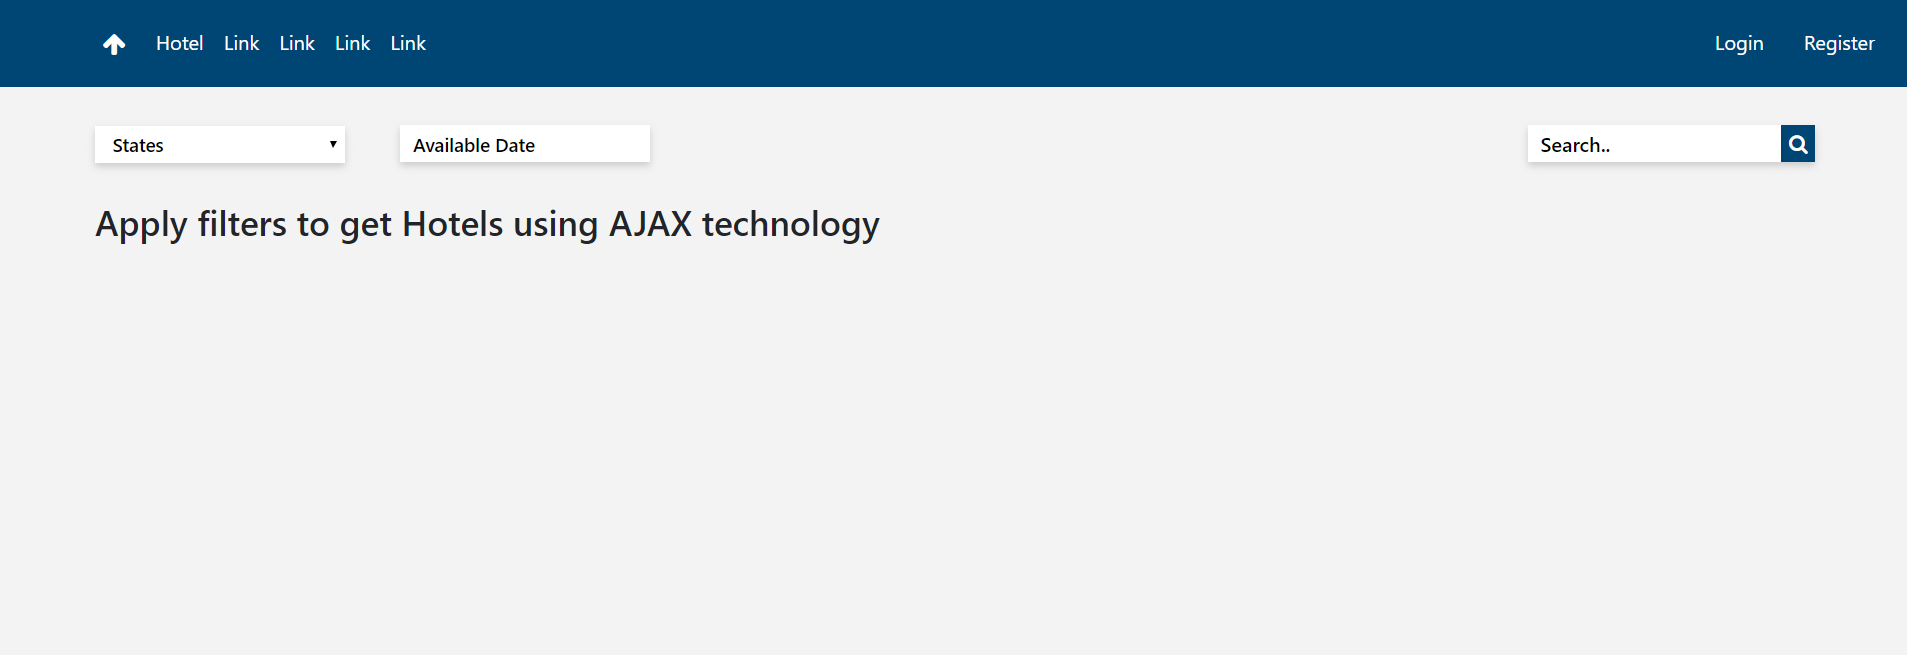 Hotel Link Link Link Link Login Register
States Available Date Search..
Apply filters to get Hotels using AJAX technology